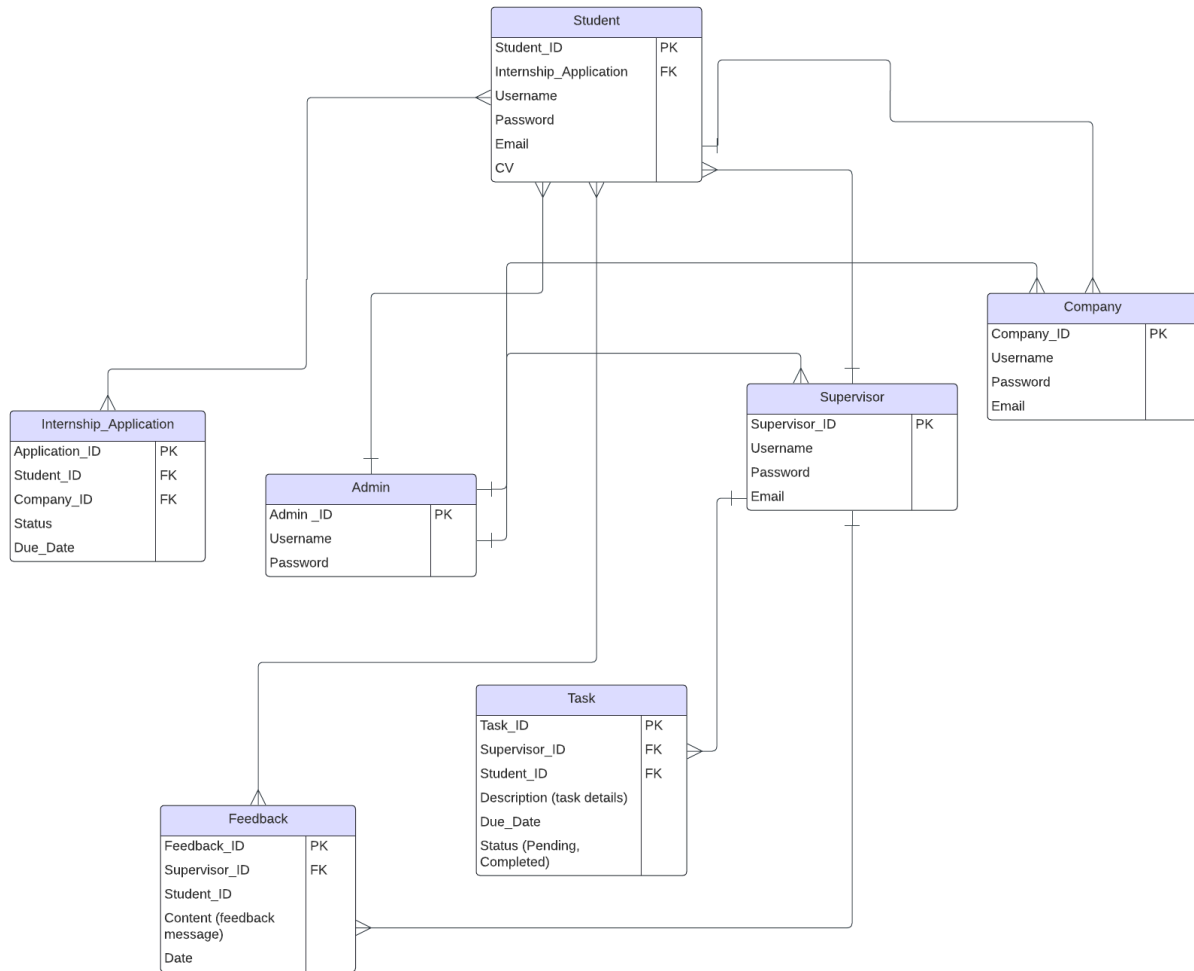 Student
Student_ID PK
Internship_Application FK
Username
Password
Email
CV
Company
Company_ID PK
Username
Password
Email
Supervisor
Supervisor_ID PK
Username
Password
Email
Internship_Application
Application_ID PK
Student_ID FK
Company_ID FK
Status
Due_Date
Admin
Admin _ID PK
Username
Password
Task
Task_ID PK
Supervisor_ID FK
Student_ID FK
Description (task details)
Due_Date
Status (Pending,
Completed)
Feedback
Feedback_ID PK
Supervisor_ID FK
Student_ID
Content (feedback
message)
Date